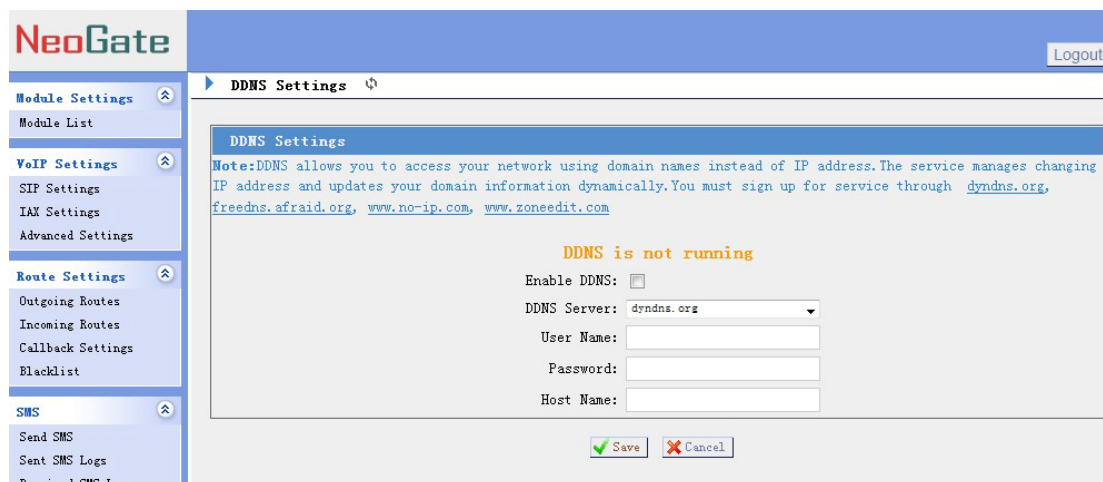 NeoGate
Logout
Module Settings
Module List
VoIP Settings
SIP Settings
IAX Settings
Advanced Settings
Route Settings
Outgoing Routes
Incoming Routes
Callback Settings
Blacklist
SMS
Send SMS
Sent SMS Logs
DDNS Settings
DDNS Settings
Note:DDNS allows you to access your network using domain names instead of IP address.The service manages changing
IP address and updates your domain information dynamically.You must sign up for service through dyndns.org,
freedns.afraid.org, www.no-ip.com, www.zoneedit.com
DDNS is not running
Enable DDNS:
DDNS Server: dyndns.org
User Name:
Password:
Host Name:
Save Cancel